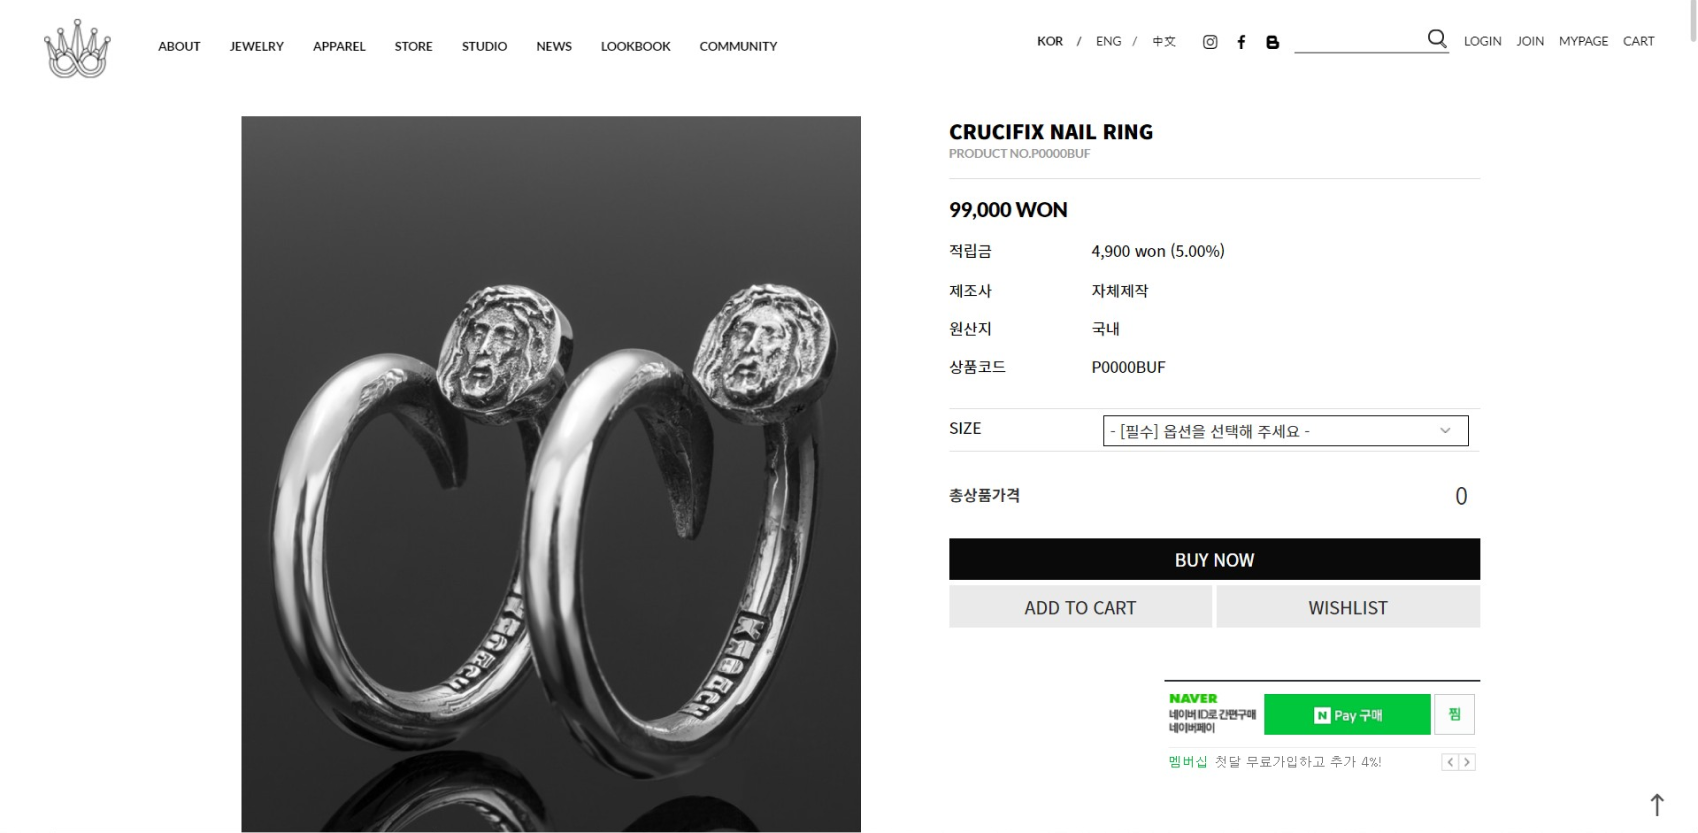 ABOUT JEWELRY APPAREL STORE STUDIO NEWS LOOKBOOK COMMUNITY
KOR / ENG / 中文
LOGIN JOIN MYPAGE CART
CRUCIFIX NAIL RING
PRODUCT NO.P0000BUF
99,000 WON
적립금 4,900 won (5.00%)
제조사 자체제작
원산지 국내
상품코드 P0000BUF
SIZE - [필수] 옵션을 선택해 주세요 -
총상품가격 0
BUY NOW
ADD TO CART WISHLIST
NAVER
네이버 ID로 간편구매
네이버페이
N Pay 구매
찜
멤버십 첫달 무료가입하고 추가 4%!